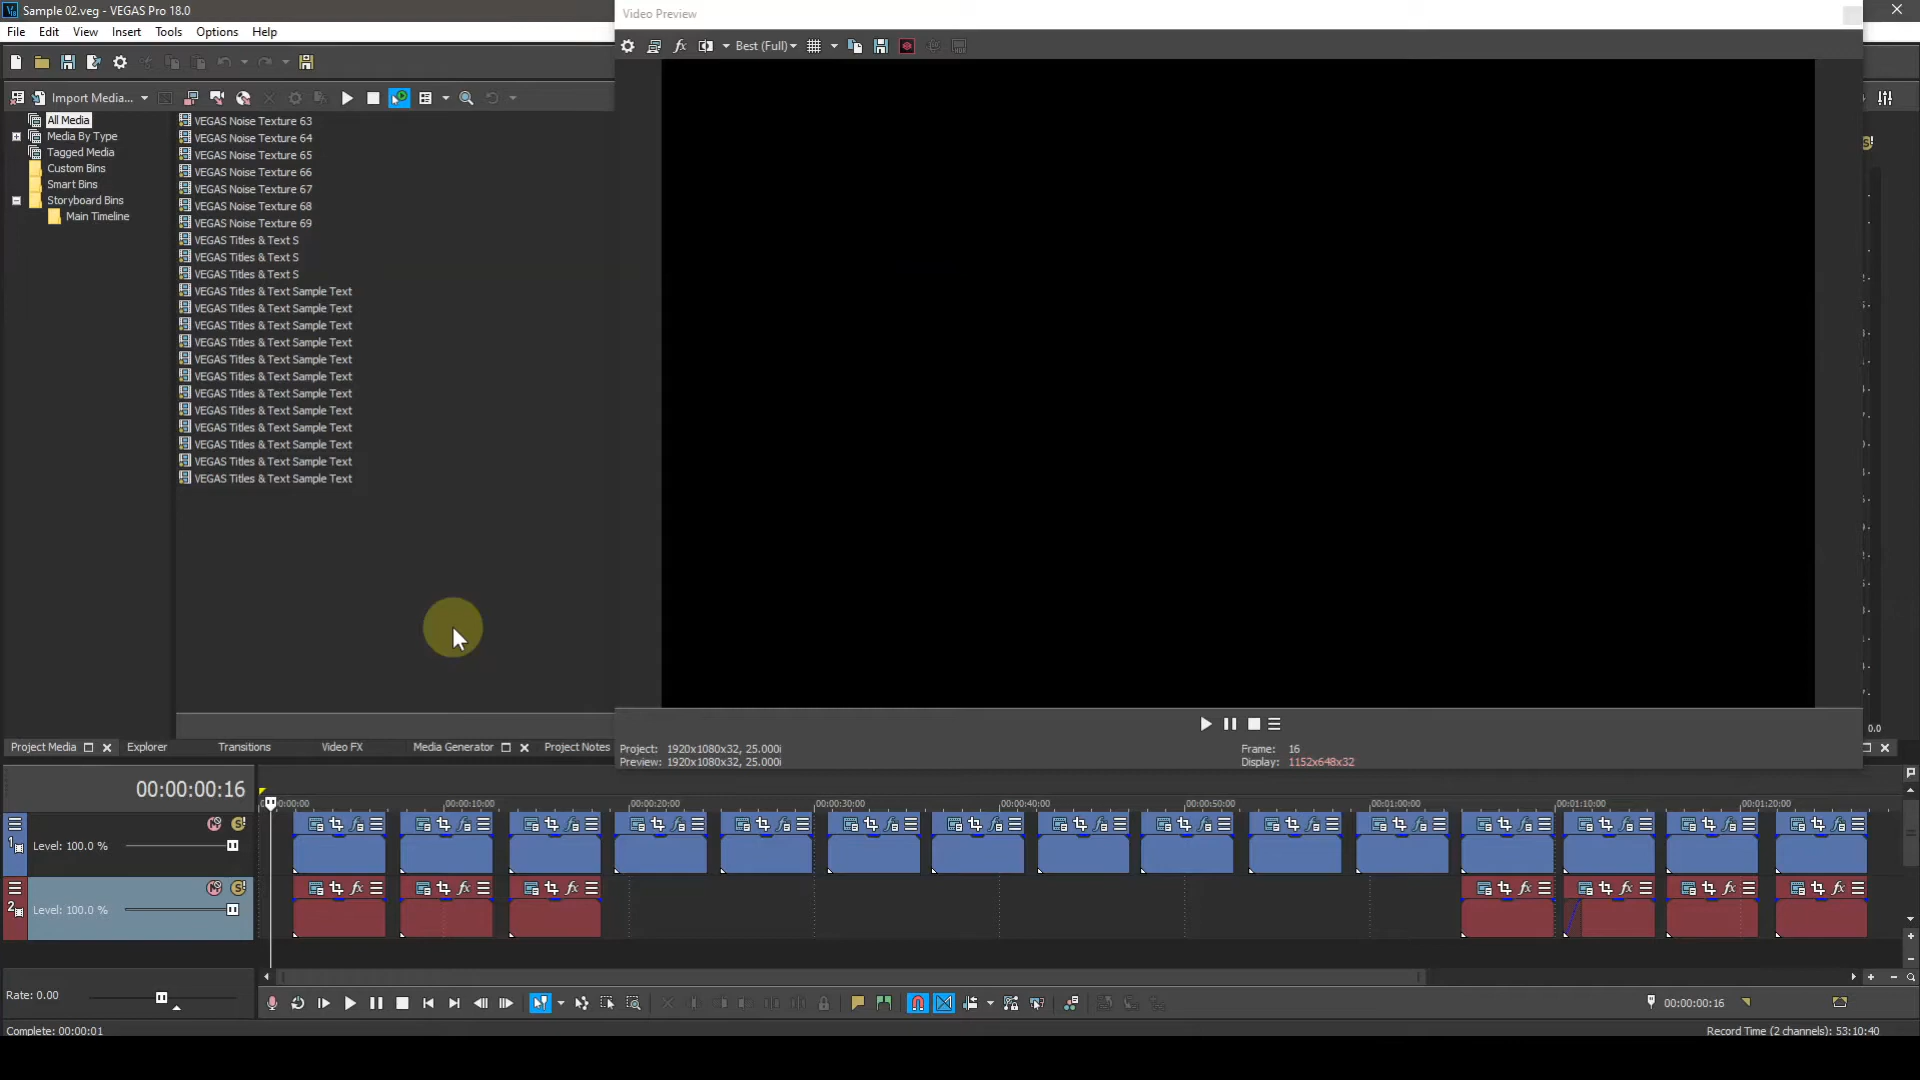 Sample 02.veg - VEGAS Pro 18.0
Video Preview
File Edit View Insert Tools Options Help
Best (Full)
Import Media...
All Media
Media By Type
Tagged Media
Custom Bins
Smart Bins
Storyboard Bins
Main Timeline
VEGAS Noise Texture 63
VEGAS Noise Texture 64
VEGAS Noise Texture 65
VEGAS Noise Texture 66
VEGAS Noise Texture 67
VEGAS Noise Texture 68
VEGAS Noise Texture 69
VEGAS Titles & Text S
VEGAS Titles & Text S
VEGAS Titles & Text S
VEGAS Titles & Text Sample Text
VEGAS Titles & Text Sample Text
VEGAS Titles & Text Sample Text
VEGAS Titles & Text Sample Text
VEGAS Titles & Text Sample Text
VEGAS Titles & Text Sample Text
VEGAS Titles & Text Sample Text
VEGAS Titles & Text Sample Text
VEGAS Titles & Text Sample Text
VEGAS Titles & Text Sample Text
VEGAS Titles & Text Sample Text
VEGAS Titles & Text Sample Text
0.0
Project Media Explorer Transitions Video FX Media Generator Project Notes
Project: 1920x1080x32, 25.000i
Preview: 1920x1080x32, 25.000i
Frame: 16
Display: 1152x648x32
00:00:00:16
00:00:10:00 00:00:20:00 00:00:30:00 00:00:40:00 00:00:50:00 00:01:00:00 00:01:10:00 00:01:20:00
1
Level: 100.0 %
2
Level: 100.0 %
Rate: 0.00
00:00:00:16
Complete: 00:00:01
Record Time (2 channels): 53:10:40